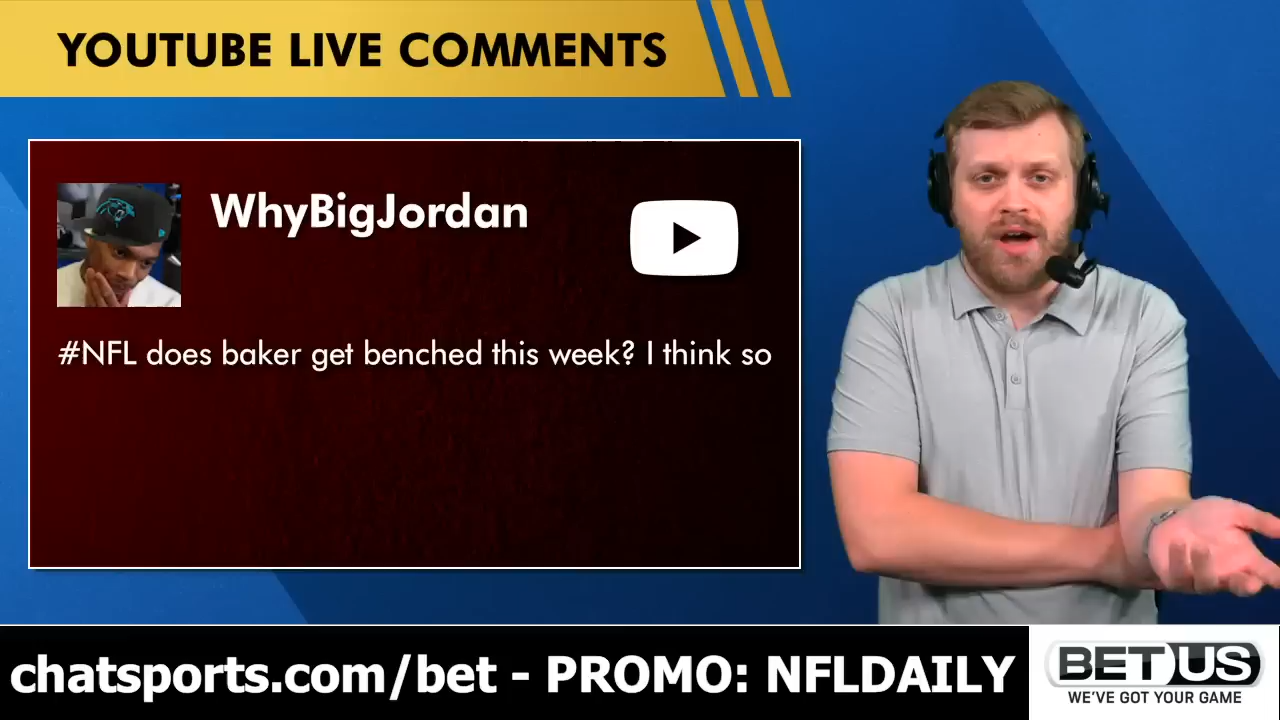 YOUTUBE LIVE COMMENTS
WhyBigJordan
#NFL does baker get benched this week? I think so
chatsports.com/bet - PROMO: NFLDAILY
BETUS
WE'VE GOT YOUR GAME